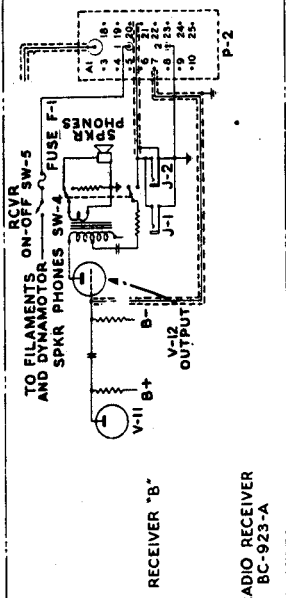 P-2
A1
18
19
20
21
22
23
24
25
3
4
5
6
7
8
9
10
RCVR
ON-OFF SW-5
FUSE F-1
TO FILAMENTS
AND DYNAMOTOR
SPKR PHONES SW-4
SPKR
PHONES
J-1
J-2
V-12
OUTPUT
B-
B+
V-11
RECEIVER "B"
ADIO RECEIVER
BC-923-A